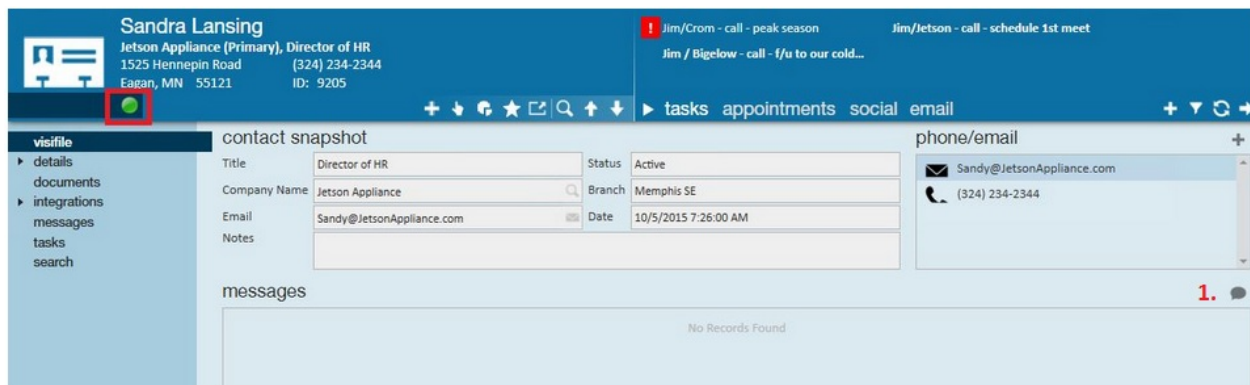 Sandra Lansing
Jetson Appliance (Primary), Director of HR
1525 Hennepin Road (324) 234-2344
Eagan, MN 55121 ID: 9205
! Jim/Crom - call - peak season Jim/Jetson - call - schedule 1st meet
Jim / Bigelow - call - f/u to our cold...
tasks appointments social email
visifile
details
documents
integrations
messages
tasks
search
contact snapshot
Title Director of HR Status Active
Company Name Jetson Appliance Branch Memphis SE
Email Sandy@JetsonAppliance.com Date 10/5/2015 7:26:00 AM
Notes
phone/email
Sandy@JetsonAppliance.com
(324) 234-2344
messages 1.
No Records Found